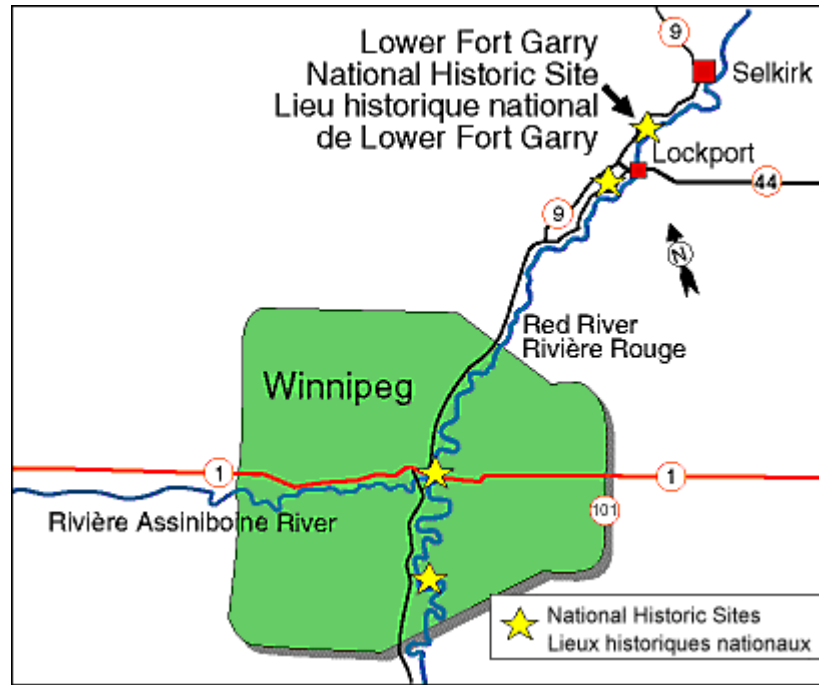 9
Lower Fort Garry
National Historic Site
Lieu historique national
de Lower Fort Garry
Selkirk
Lockport
44
9
N
Red River
Rivière Rouge
Winnipeg
1
1
Rivière Assiniboine River
101
National Historic Sites
Lieux historiques nationaux